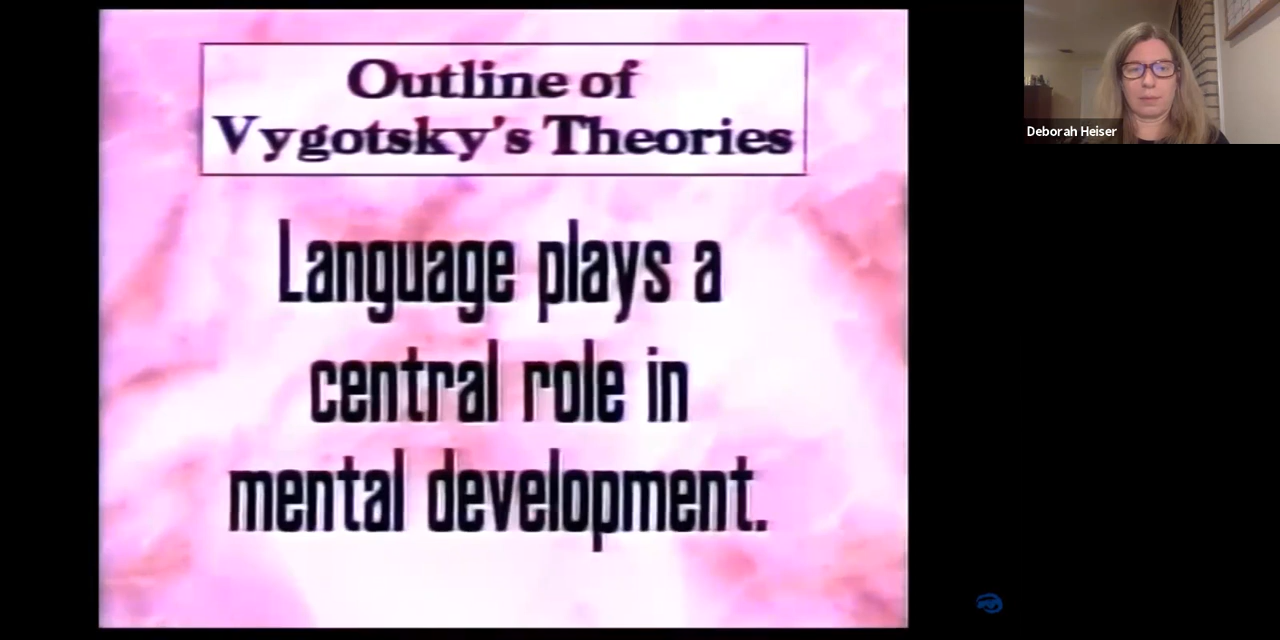 Outline of
Vygotsky's Theories
Language plays a
central role in
mental development.
Deborah Heiser